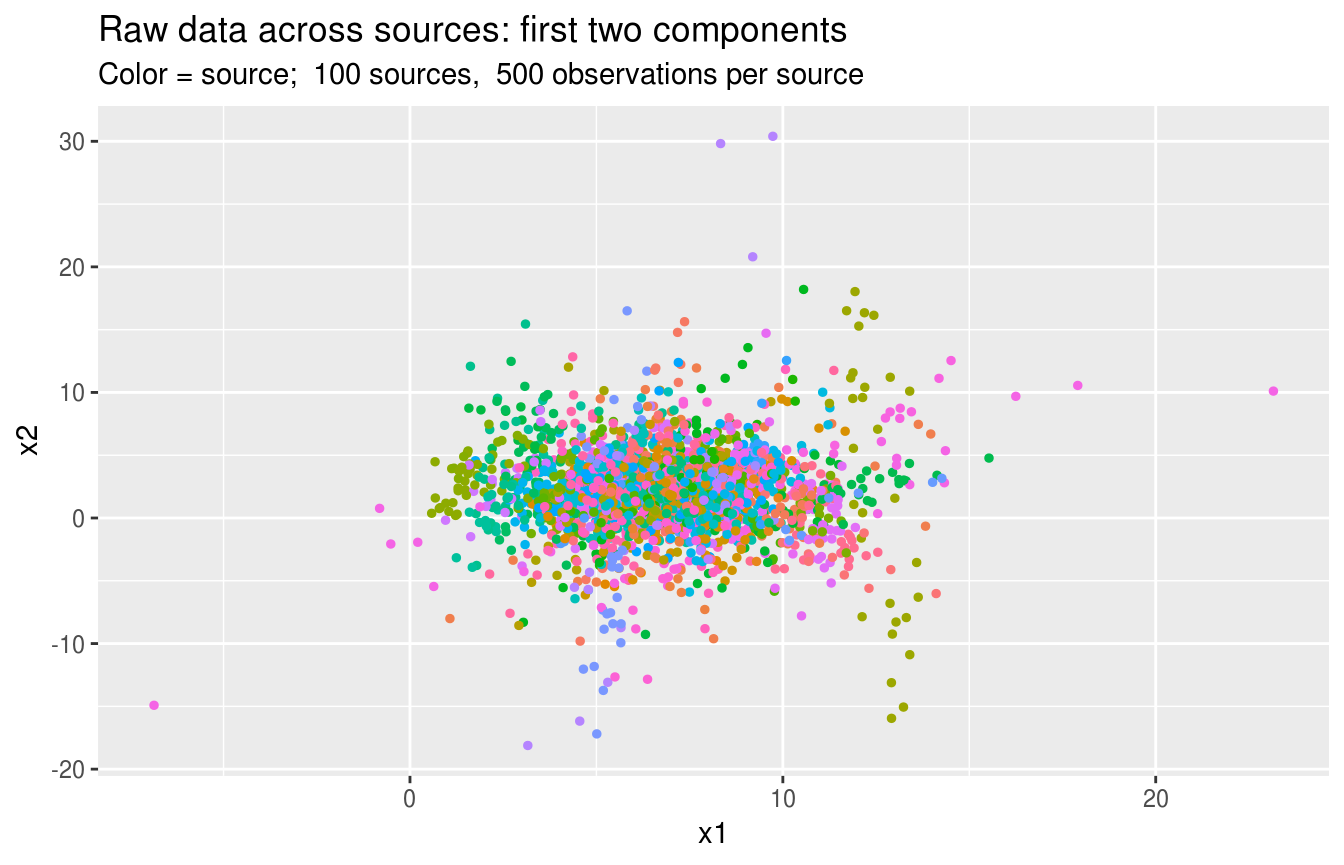 Raw data across sources: first two components
Color = source;  100 sources,  500 observations per source
30
20
10
0
-10
-20
x2
0
10
20
x1